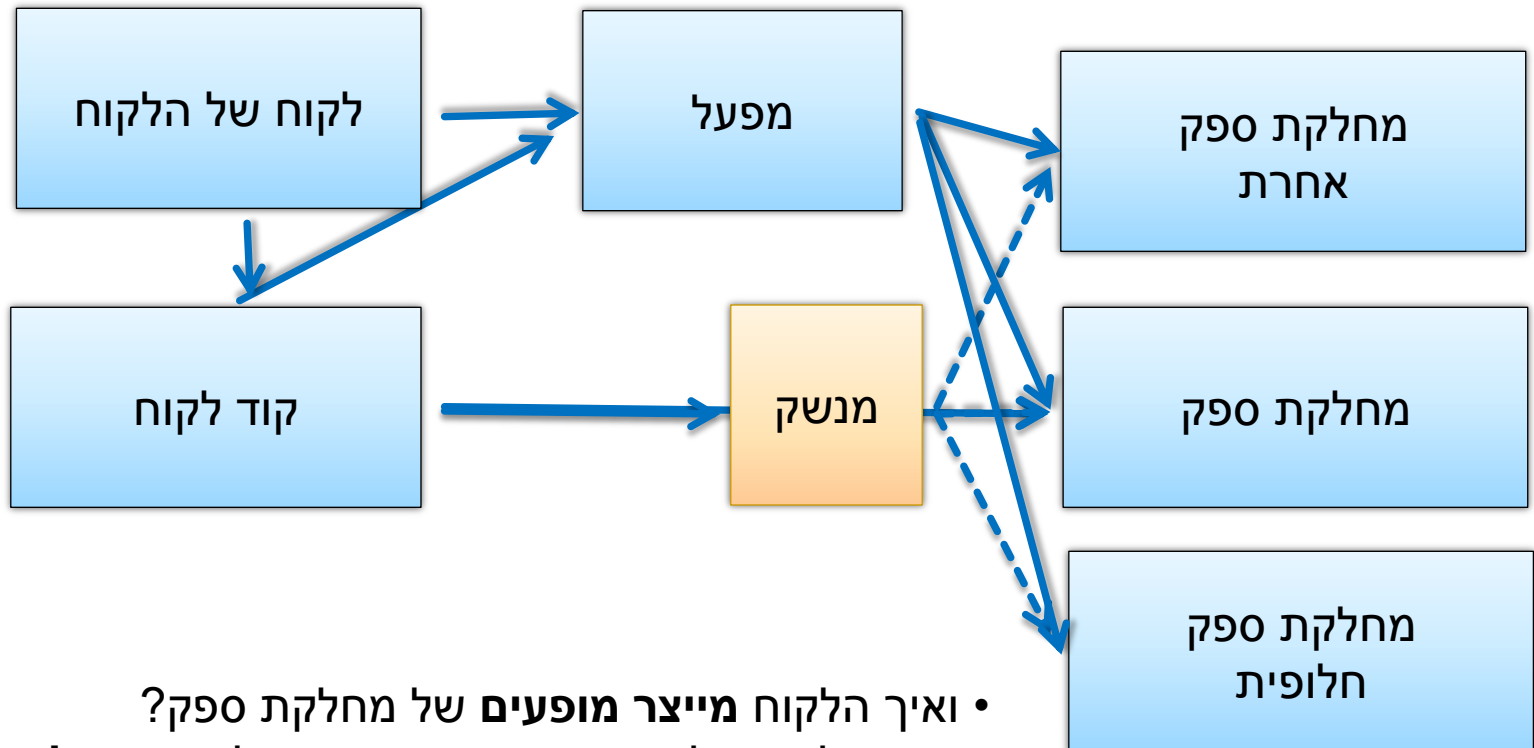 לקוח של הלקוח
מפעל
מחלקת ספק
אחרת
קוד לקוח
מנשק
מחלקת ספק
מחלקת ספק
חלופית
• ואיך הלקוח מייצר מופעים של מחלקת ספק?